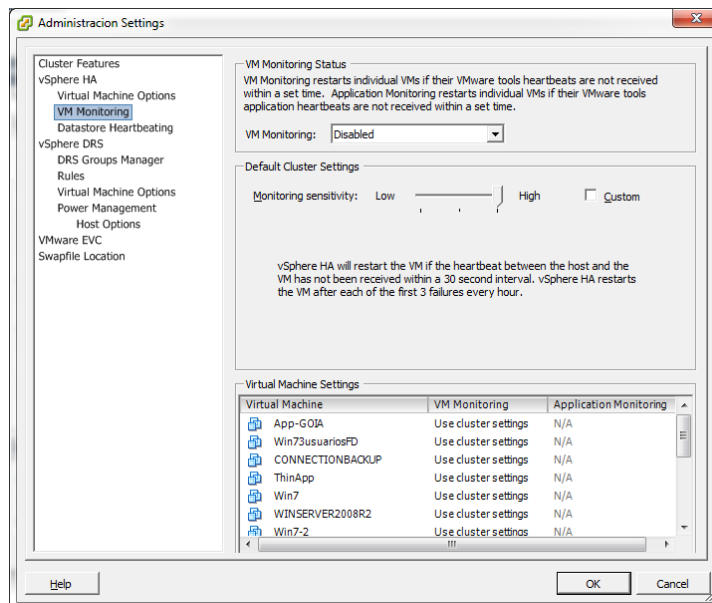 Administracion Settings
Cluster Features
vSphere HA
Virtual Machine Options
VM Monitoring
Datastore Heartbeating
vSphere DRS
DRS Groups Manager
Rules
Virtual Machine Options
Power Management
Host Options
VMware EVC
Swapfile Location
VM Monitoring Status
VM Monitoring restarts individual VMs if their VMware tools heartbeats are not received
within a set time. Application Monitoring restarts individual VMs if their VMware tools
application heartbeats are not received within a set time.
VM Monitoring: Disabled
Default Cluster Settings
Monitoring sensitivity: Low High Custom
vSphere HA will restart the VM if the heartbeat between the host and the
VM has not been received within a 30 second interval. vSphere HA restarts
the VM after each of the first 3 failures every hour.
Virtual Machine Settings
Virtual Machine VM Monitoring Application Monitoring
App-GOIA Use cluster settings N/A
Win73usuariosFD Use cluster settings N/A
CONNECTIONBACKUP Use cluster settings N/A
ThinApp Use cluster settings N/A
Win7 Use cluster settings N/A
WINSERVER2008R2 Use cluster settings N/A
Win7-2 Use cluster settings N/A
Help OK Cancel